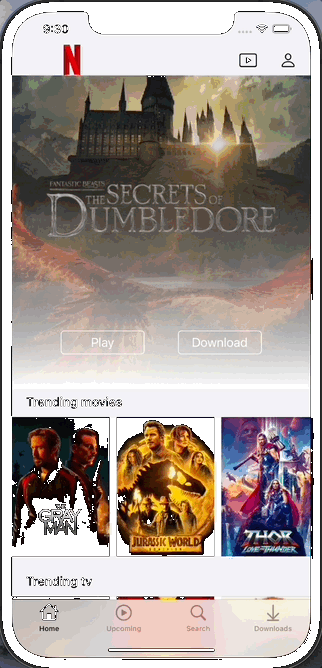 9:30
N
FANTASTIC BEASTS
THE SECRETS OF
DUMBLEDORE
Play
Download
Trending movies
THE
GRAY
MAN
JURASSIC WORLD
THOR
LOVE AND THUNDER
Trending tv
Home
Upcoming
Search
Downloads